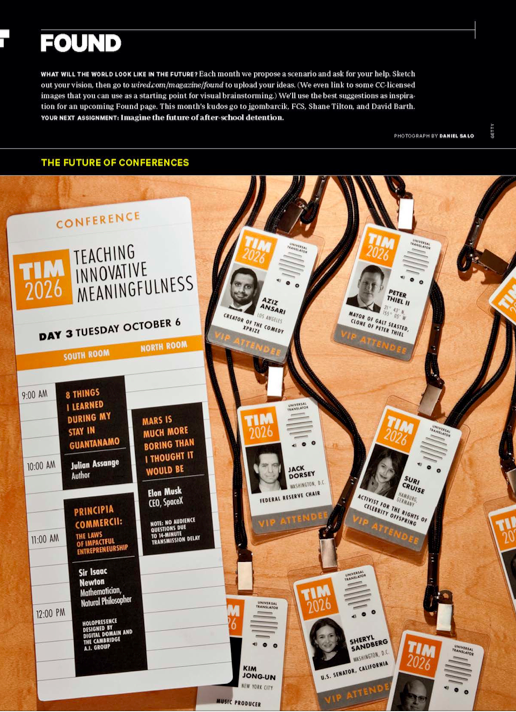 FOUND
WHAT WILL THE WORLD LOOK LIKE IN THE FUTURE? Each month we propose a scenario and ask for your help. Sketch
out your vision, then go to wired.com/magazine/found to upload your ideas. (We even link to some CC-licensed
images that you can use as a starting point for visual brainstorming.) We'll use the best suggestions as inspira-
tion for an upcoming Found page. This month's kudos go to jgombarcik, FCS, Shane Tilton, and David Barth.
YOUR NEXT ASSIGNMENT: Imagine the future of after-school detention.
PHOTOGRAPH BY DANIEL SALO
GETTY
THE FUTURE OF CONFERENCES
CONFERENCE
TIM
2026
TEACHING
INNOVATIVE
MEANINGFULNESS
DAY 3 TUESDAY OCTOBER 6
SOUTH ROOM
NORTH ROOM
9:00 AM
8 THINGS
I LEARNED
DURING MY
STAY IN
GUANTANAMO
Julian Assange
Author
10:00 AM
MARS IS
MUCH MORE
BORING THAN
I THOUGHT IT
WOULD BE
Elon Musk
CEO, SpaceX
NOTE: NO AUDIENCE
QUESTIONS DUE
TO 14-MINUTE
TRANSMISSION DELAY
PRINCIPIA
COMMERCII:
THE LAWS
OF IMPACTFUL
ENTREPRENEURSHIP
11:00 AM
Sir Isaac
Newton
Mathematician,
Natural Philosopher
12:00 PM
HOLOPRESENCE
DESIGNED BY
DIGITAL DOMAIN AND
THE CAMBRIDGE
A.I. GROUP
TIM
2026
UNIVERSAL
TRANSLATOR
AZIZ
ANSARI
LOS ANGELES
CREATOR OF THE COMEDY
XPRIZE
VIP ATTENDEE
TIM
2026
UNIVERSAL
TRANSLATOR
PETER
THIEL II
MAYOR OF GALT SEASTED,
CLONE OF PETER THIEL
VIP ATTENDEE
TIM
2026
UNIVERSAL
TRANSLATOR
JACK
DORSEY
WASHINGTON, D.C.
FEDERAL RESERVE CHAIR
VIP ATTENDEE
TIM
2026
UNIVERSAL
TRANSLATOR
SURI
CRUISE
HAMBURG,
GERMANY
ACTIVIST FOR THE RIGHTS OF
CELEBRITY OFFSPRING
VIP ATTENDEE
UNIVERSAL
TRANSLATOR
KIM
JONG-UN
NEW YORK CITY
MUSIC PRODUCER
TIM
2026
UNIVERSAL
TRANSLATOR
SHERYL
SANDBERG
WASHINGTON, D.C.
U.S. SENATOR, CALIFORNIA
VIP ATTENDEE
TIM
2026
UNIVERSAL
TRANSLATOR